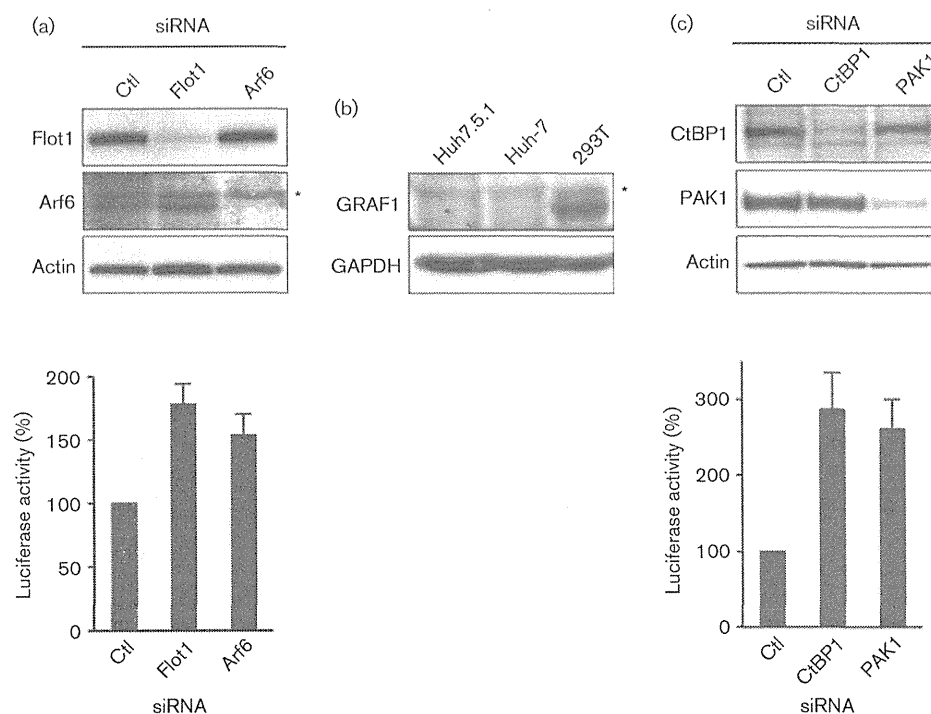 (a)
siRNA
Ctl Flot1 Arf6
Flot1
Arf6 *
Actin
(b)
Huh7.5.1 Huh-7 293T
GRAF1 *
GAPDH
(c)
siRNA
Ctl CtBP1 PAK1
CtBP1
PAK1
Actin
Luciferase activity (%)
200
150
100
50
0
Ctl Flot1 Arf6
siRNA
Luciferase activity (%)
300
200
100
0
Ctl CtBP1 PAK1
siRNA